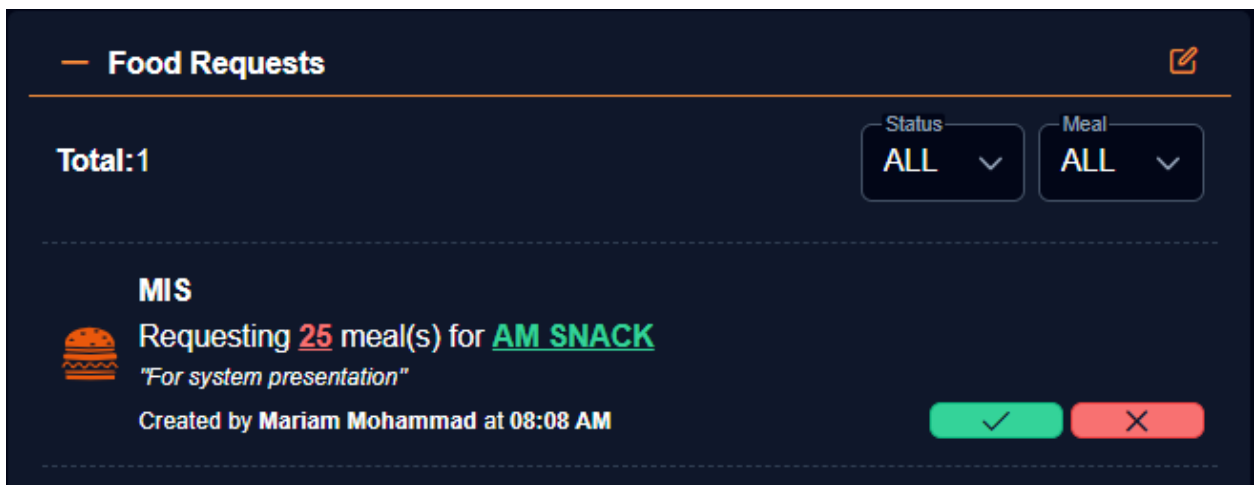 Food Requests
Total:1
Status
ALL
Meal
ALL
MIS
Requesting 25 meal(s) for AM SNACK
"For system presentation"
Created by Mariam Mohammad at 08:08 AM